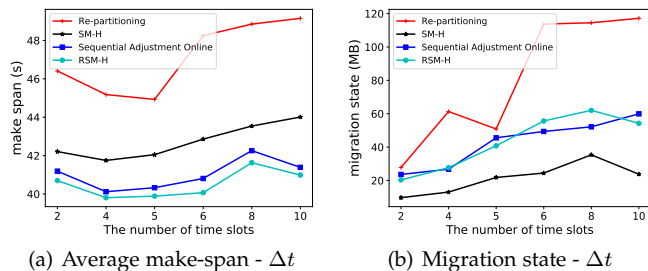 Re-partitioning
SM-H
Sequential Adjustment Online
RSM-H
make span (s)
48
46
44
42
40
2 4 5 6 8 10
The number of time slots
(a) Average make-span - Δt
Re-partitioning
SM-H
Sequential Adjustment Online
RSM-H
migration state (MB)
120
100
80
60
40
20
2 4 5 6 8 10
The number of time slots
(b) Migration state - Δt